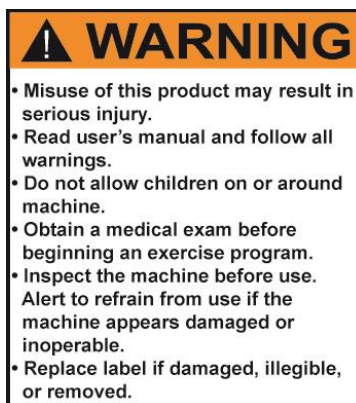 WARNING
• Misuse of this product may result in
serious injury.
• Read user's manual and follow all
warnings.
• Do not allow children on or around
machine.
• Obtain a medical exam before
beginning an exercise program.
• Inspect the machine before use.
Alert to refrain from use if the
machine appears damaged or
inoperable.
• Replace label if damaged, illegible,
or removed.